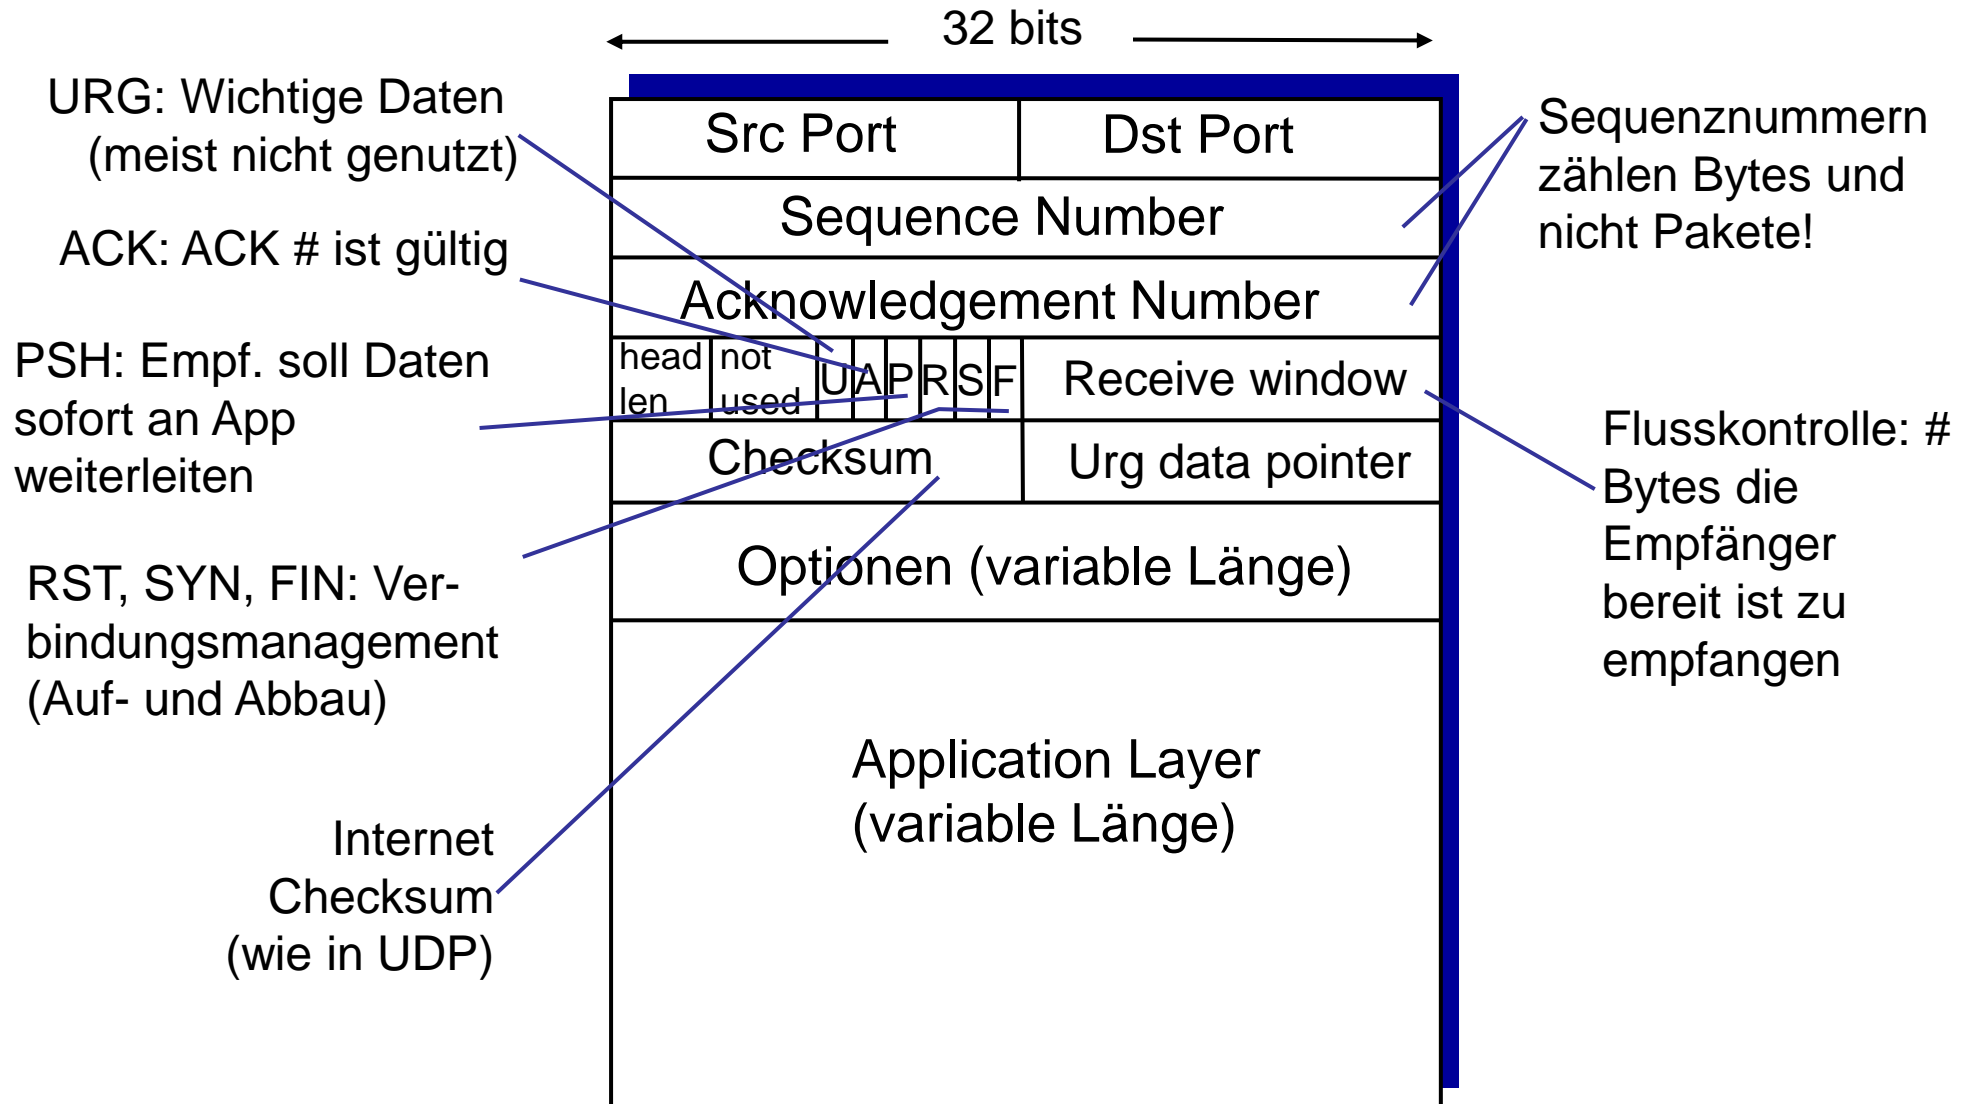 32 bits
URG: Wichtige Daten
(meist nicht genutzt)
ACK: ACK # ist gültig
PSH: Empf. soll Daten
sofort an App
weiterleiten
RST, SYN, FIN: Ver-
bindungsmanagement
(Auf- und Abbau)
Internet
Checksum
(wie in UDP)
Src Port
Dst Port
Sequence Number
Acknowledgement Number
head
len
not
used
U
A
P
R
S
F
Receive window
Checksum
Urg data pointer
Optionen (variable Länge)
Application Layer
(variable Länge)
Sequenznummern
zählen Bytes und
nicht Pakete!
Flusskontrolle: #
Bytes die
Empfänger
bereit ist zu
empfangen